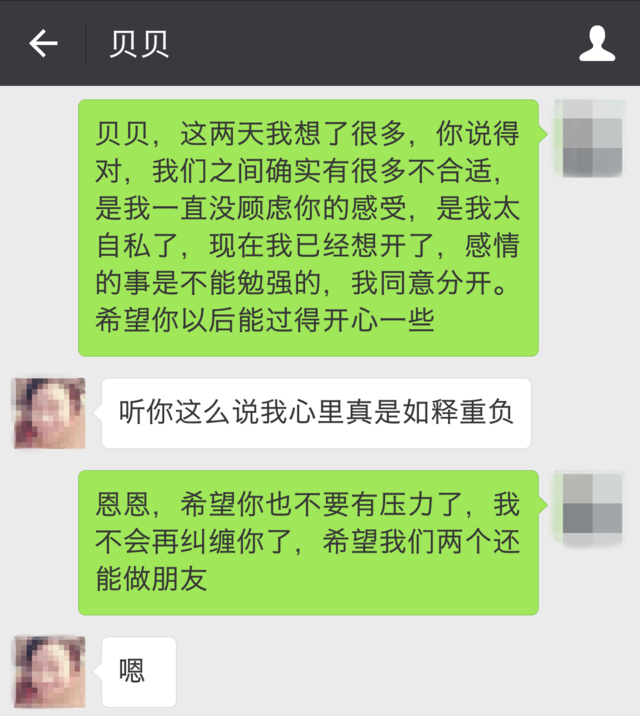 贝贝
贝贝，这两天我想了很多，你说得
对，我们之间确实有很多不合适，
是我一直没顾虑你的感受，是我太
自私了，现在我已经想开了，感情
的事是不能勉强的，我同意分开。
希望你以后能过得开心一些
听你这么说我心里真是如释重负
恩恩，希望你也不要有压力了，我
不会再纠缠你了，希望我们两个还
能做朋友
嗯